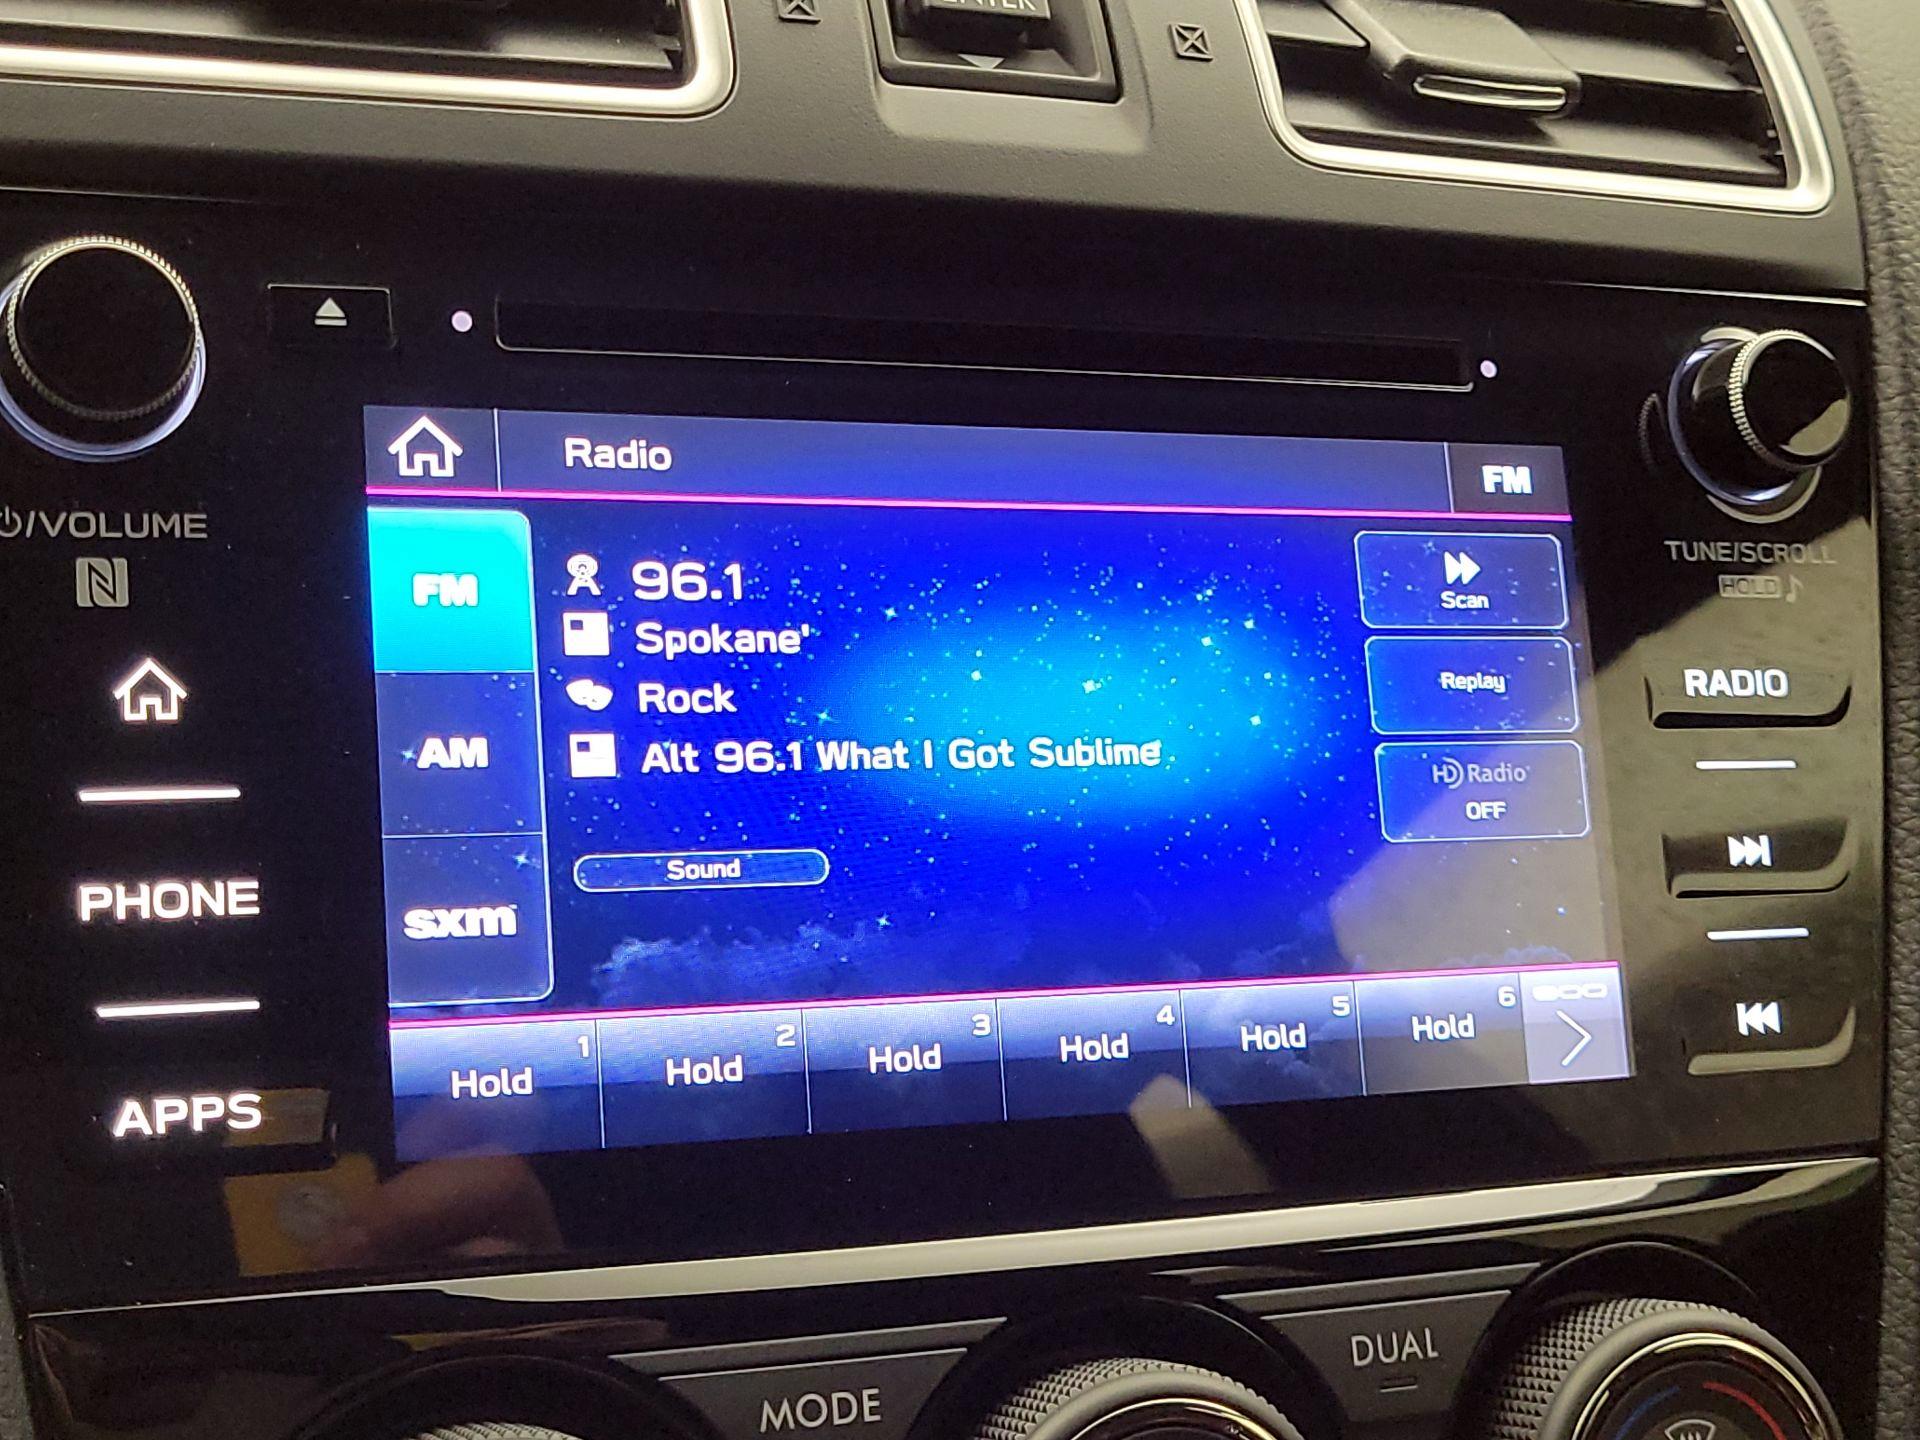 ENTER
Radio
FM
/VOLUME
TUNE/SCROLL
HOLD
FM
96.1
Spokane'
Rock
Alt 96.1 What I Got Sublime
Scan
Replay
HD Radio
OFF
AM
sxm
Sound
PHONE
APPS
RADIO
1
Hold
2
Hold
3
Hold
4
Hold
5
Hold
6
Hold
MODE
DUAL